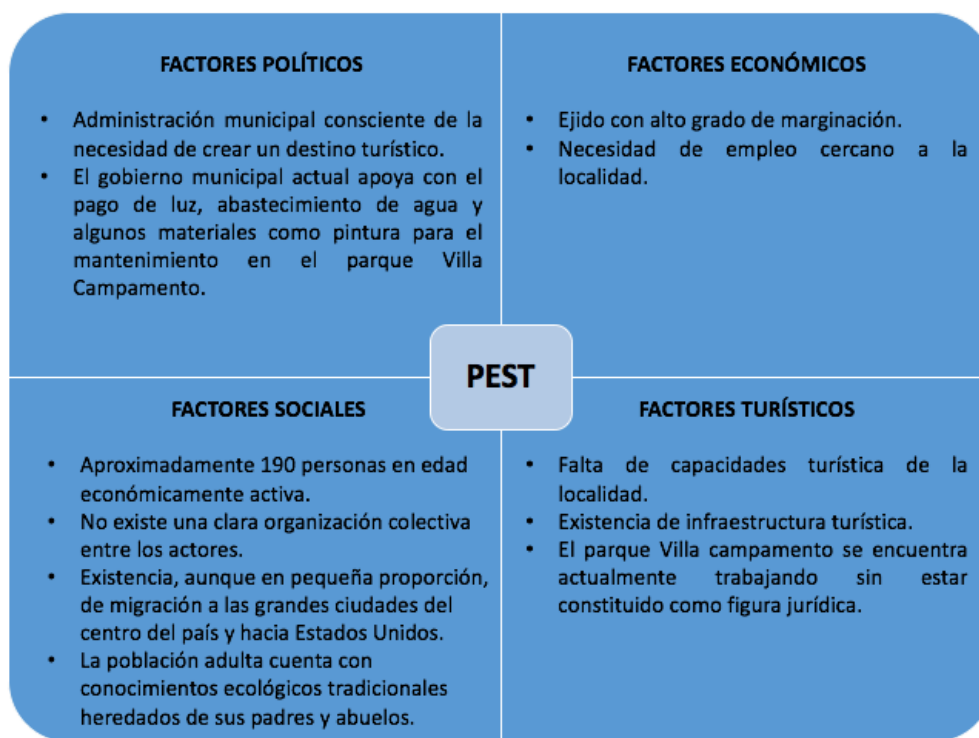 FACTORES POLÍTICOS
• Administración municipal consciente de la
necesidad de crear un destino turístico.
• El gobierno municipal actual apoya con el
pago de luz, abastecimiento de agua y
algunos materiales como pintura para el
mantenimiento en el parque Villa
Campamento.
FACTORES ECONÓMICOS
• Ejido con alto grado de marginación.
• Necesidad de empleo cercano a la
localidad.
PEST
FACTORES SOCIALES
• Aproximadamente 190 personas en edad
económicamente activa.
• No existe una clara organización colectiva
entre los actores.
• Existencia, aunque en pequeña proporción,
de migración a las grandes ciudades del
centro del país y hacia Estados Unidos.
• La población adulta cuenta con
conocimientos ecológicos tradicionales
heredados de sus padres y abuelos.
FACTORES TURÍSTICOS
• Falta de capacidades turística de la
localidad.
• Existencia de infraestructura turística.
• El parque Villa campamento se encuentra
actualmente trabajando sin estar
constituido como figura jurídica.